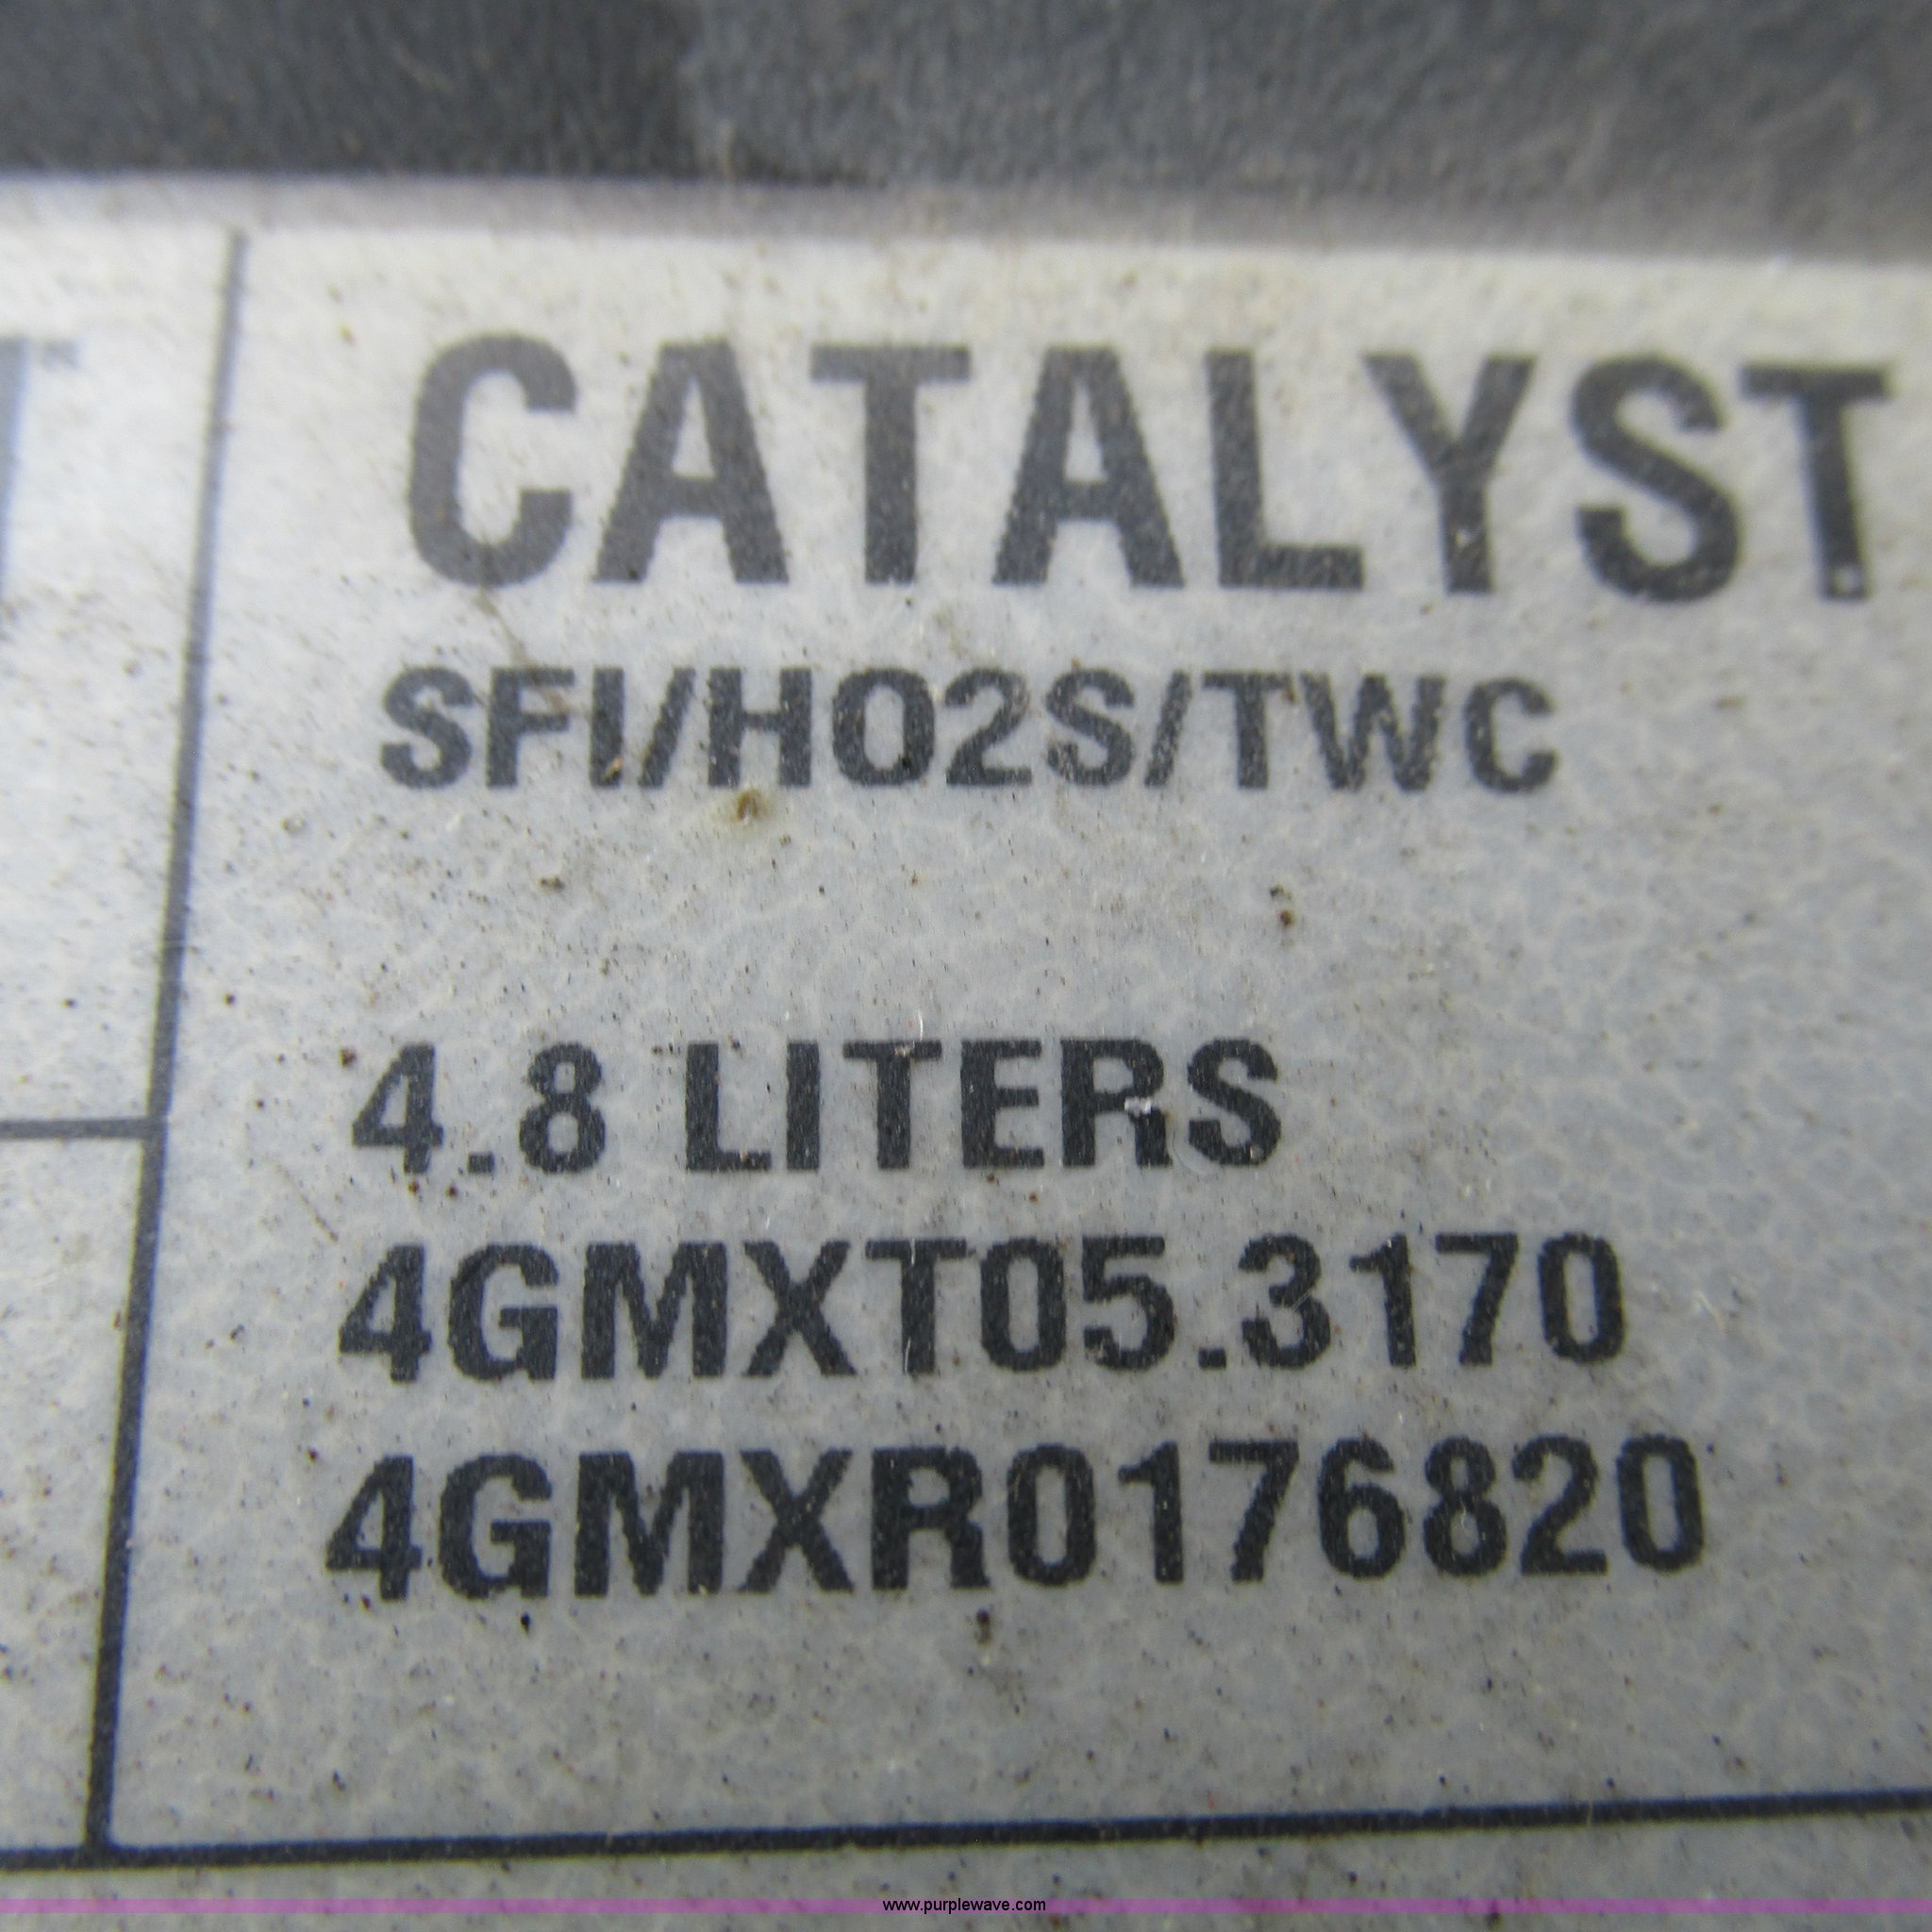 CATALYST
SFI/HO2S/TWC
4.8 LITERS
4GMXT05.3170
4GMXR0176820
www.purplewave.com